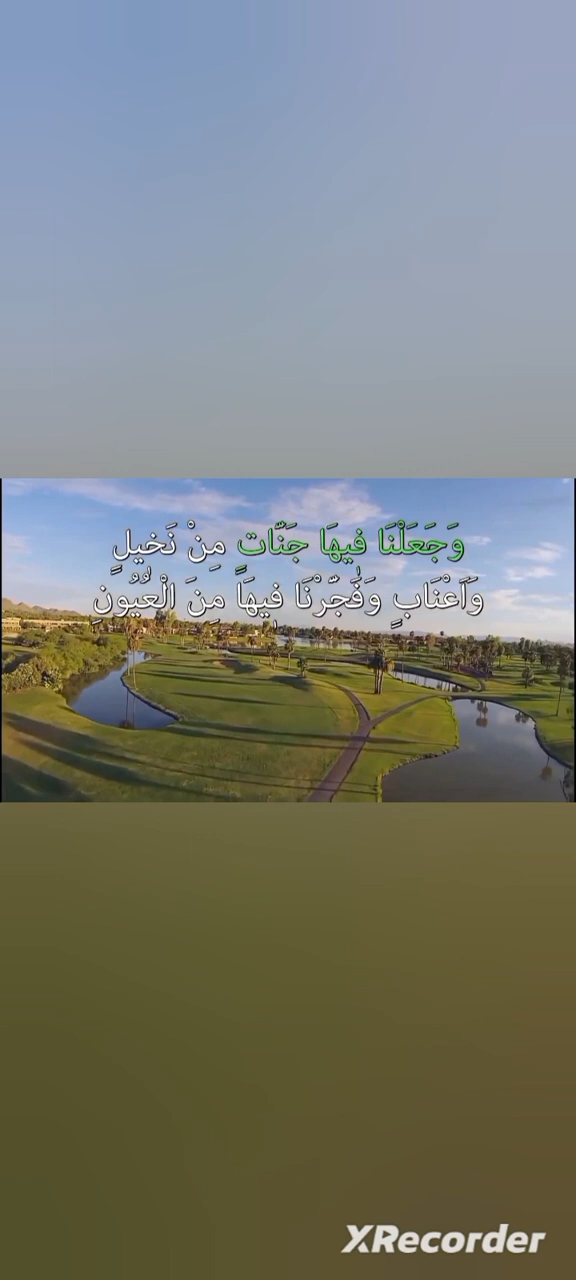 وَجَعَلْنَا فِيهَا جَنَّاتٍ مِنْ نَخِيلٍ
وَاَعْنَابٍ وَفَجَّرْنَا فِيهَا مِنَ الْعُيُونِ
XRecorder